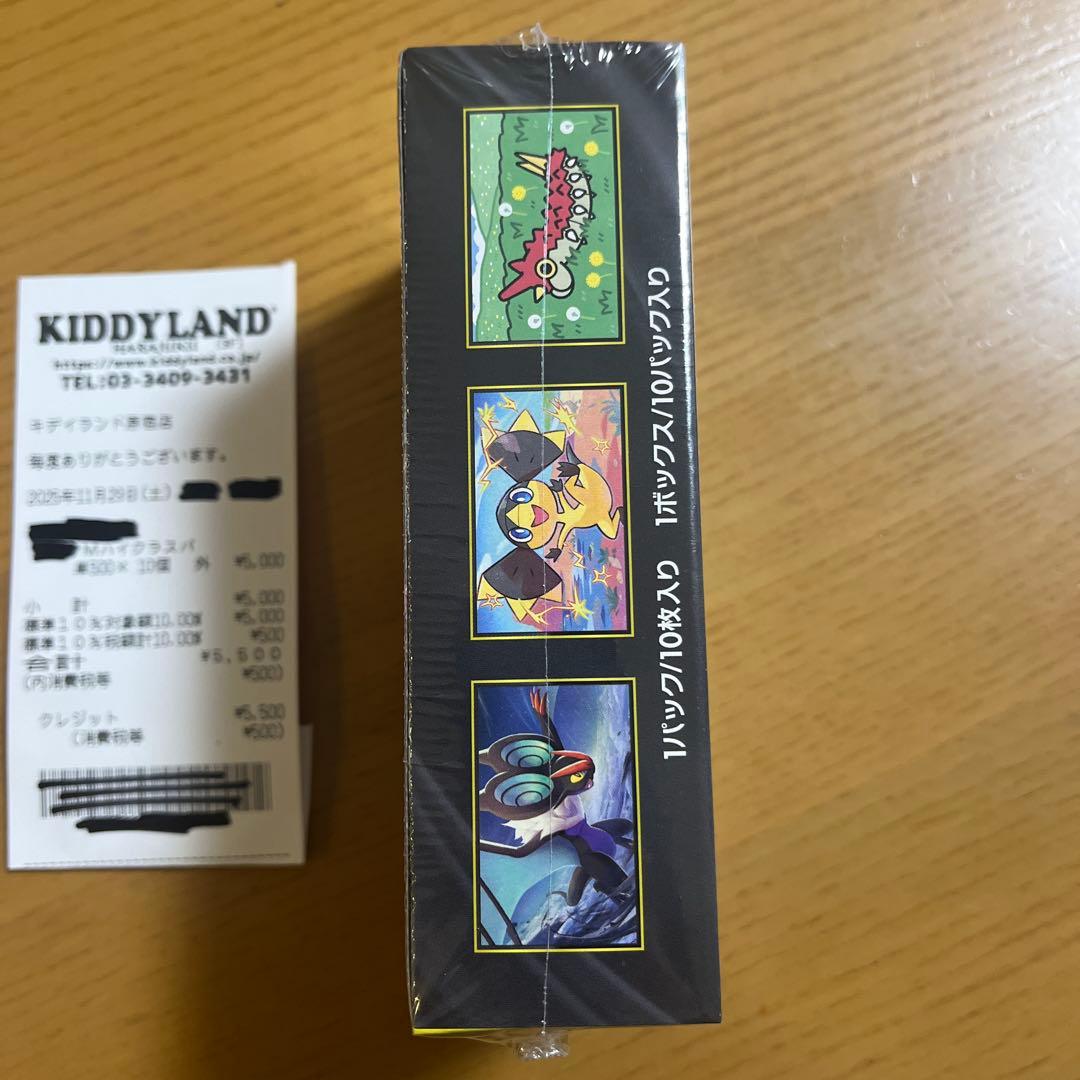 KIDDYLAND
HARAJUKU (3F)
https://www.kiddyland.co.jp/
TEL:03-3409-3431
キデイランド原宿店
毎度ありがとうございます。
2025年11月29日(土)
Mハイクラスパ
単500× 10個 外 ¥5,000
小 計 ¥5,000
標準10%対象額10.00% ¥5,000
標準10%税額計10.00% ¥500
合計 ¥5,500
(内消費税等 ¥500)
クレジット ¥5,500
(消費税等 ¥500)
1パック/10枚入り 1ボックス/10パック入り